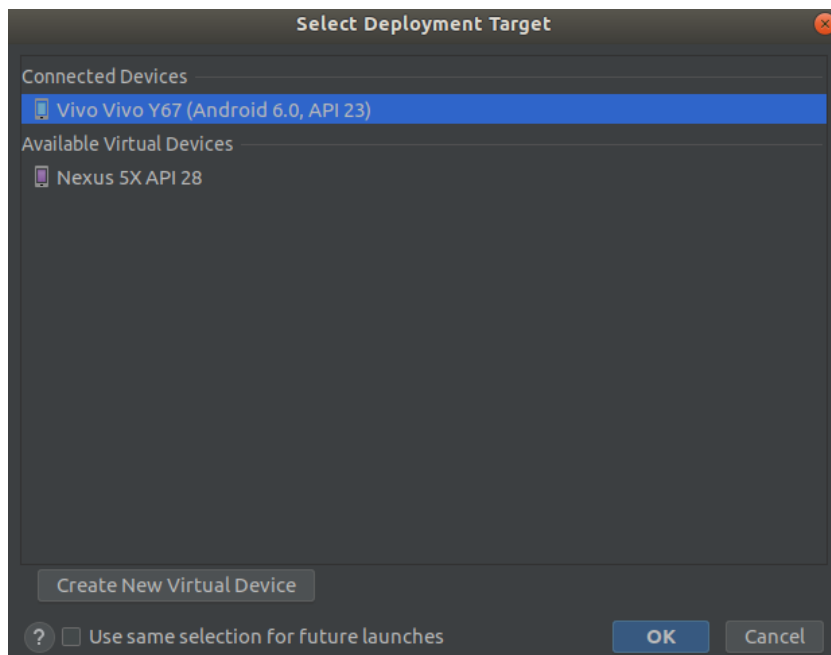 Select Deployment Target
Connected Devices
Vivo Vivo Y67 (Android 6.0, API 23)
Available Virtual Devices
Nexus 5X API 28
Create New Virtual Device
? Use same selection for future launches OK Cancel